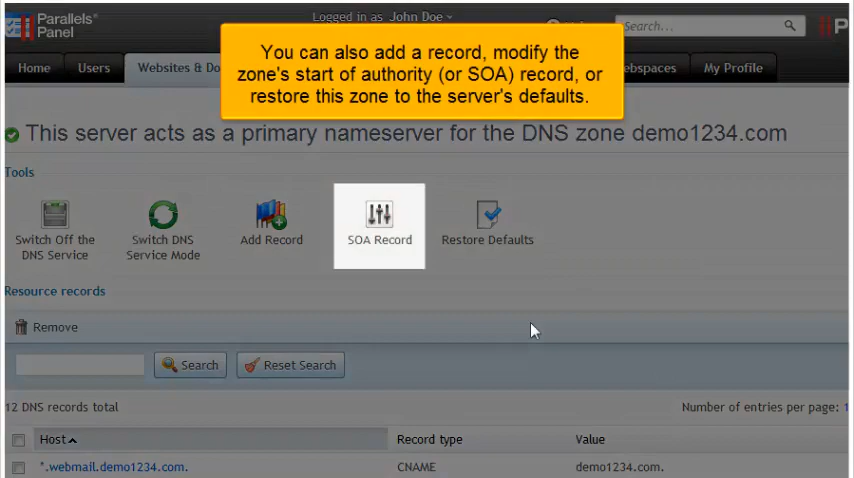 Parallels®
Panel
Logged in as John Doe
Search...
You can also add a record, modify the
zone's start of authority (or SOA) record, or
restore this zone to the server's defaults.
Home Users Websites & Do My Profile
This server acts as a primary nameserver for the DNS zone demo1234.com
Tools
Switch Off the
DNS Service
Switch DNS
Service Mode
Add Record
SOA Record
Restore Defaults
Resource records
Remove
Search Reset Search
12 DNS records total Number of entries per page: 1
Host Record type Value
*.webmail.demo1234.com. CNAME demo1234.com.